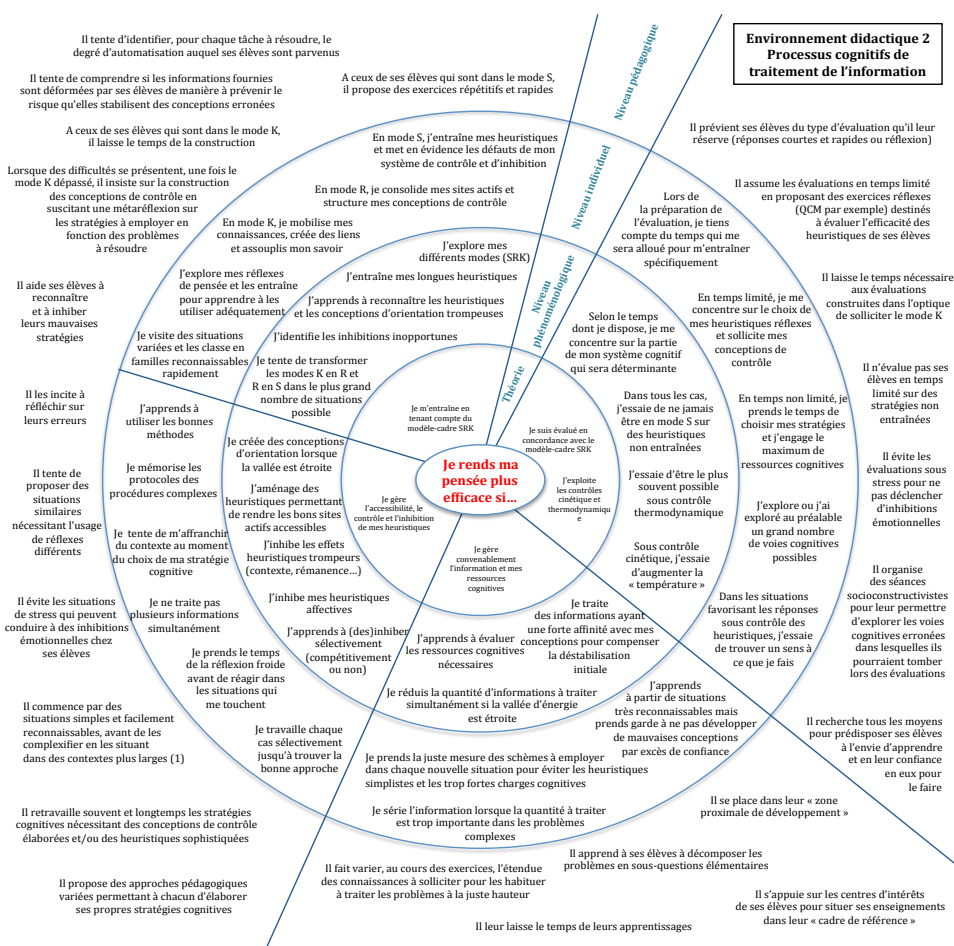 Environnement didactique 2
Processus cognitifs de
traitement de l'information
Niveau pédagogique
Niveau individuel
Niveau
phénoménologique
Théorie
Je rends ma
pensée plus
efficace si…
Il tente d'identifier, pour chaque tâche à résoudre, le
degré d'automatisation auquel ses élèves sont parvenus
Il tente de comprendre si les informations fournies
sont déformées par ses élèves de manière à prévenir le
risque qu'elles stabilisent des conceptions erronées
A ceux de ses élèves qui sont dans le mode S,
il propose des exercices répétitifs et rapides
A ceux de ses élèves qui sont dans le mode K,
il laisse le temps de la construction
Lorsque des difficultés se présentent, une fois le
mode K dépassé, il insiste sur la construction
des conceptions de contrôle en
suscitant une métaréflexion sur
les stratégies à employer en
fonction des problèmes
à résoudre
En mode S, j'entraîne mes heuristiques
et met en évidence les défauts de mon
système de contrôle et d'inhibition
En mode R, je consolide mes sites actifs et
structure mes conceptions de contrôle
En mode K, je mobilise mes
connaissances, créée des liens
et assouplis mon savoir
J'explore mes
différents modes (SRK)
J'entraîne mes longues heuristiques
J'explore mes réflexes
de pensée et les entraîne
pour apprendre à les
utiliser adéquatement
J'apprends à reconnaître les heuristiques
et les conceptions d'orientation trompeuses
J'identifie les inhibitions inopportunes
Il aide ses élèves à
reconnaître
et à inhiber
leurs mauvaises
stratégies
Je visite des situations
variées et les classe en
familles reconnaissables
rapidement
Je tente de transformer
les modes K en R et
R en S dans le plus grand
nombre de situations
possible
Je m'entraîne en
tenant compte du
modèle-cadre SRK
Il prévient ses élèves du type d'évaluation qu'il leur
réserve (réponses courtes et rapides ou réflexion)
Lors de
la préparation de
l'évaluation, je tiens
compte du temps qui me
sera alloué pour m'entraîner
spécifiquement
Il assume les évaluations en temps limité
en proposant des exercices réflexes
(QCM par exemple) destinés
à évaluer l'efficacité des
heuristiques de ses élèves
Il laisse le temps nécessaire
aux évaluations
construites dans l'optique
de solliciter le mode K
En temps limité, je me
concentre sur le choix de
mes heuristiques réflexes
et sollicite mes
conceptions de
contrôle
Selon le temps
dont je dispose, je me
concentre sur la partie
de mon système cognitif
qui sera déterminante
Il n'évalue pas ses
élèves en temps
limité sur des
stratégies non
entraînées
En temps non limité, je
prends le temps de
choisir mes stratégies
et j'engage le
maximum de
ressources cognitives
Dans tous les cas,
j'essaie de ne jamais
être en mode S sur
des heuristiques
non entraînées
Je suis évalué en
concordance avec le
modèle-cadre SRK
Il évite les
évaluations sous
stress pour ne pas
déclencher
d'inhibitions
émotionnelles
J'essaie d'être le plus
souvent possible
sous contrôle
thermodynamique
J'exploite
les contrôles
cinétique et
thermodynamiqu
e
J'explore ou j'ai
exploré au préalable
un grand nombre
de voies cognitives
possibles
Sous contrôle
cinétique, j'essaie
d'augmenter la
« température »
Il organise
des séances
socioconstructivistes
pour leur permettre
d'explorer les voies
cognitives erronées
dans lesquelles ils
pourraient tomber
lors des évaluations
Dans les situations
favorisant les réponses
sous contrôle des
heuristiques, j'essaie
de trouver un sens à
ce que je fais
Il recherche tous les moyens
pour prédisposer ses élèves
à l'envie d'apprendre
et en leur confiance
en eux pour
le faire
Il les incite à
réfléchir sur
leurs erreurs
J'apprends à
utiliser les bonnes
méthodes
Je créée des conceptions
d'orientation lorsque
la vallée est étroite
Il tente de
proposer des
situations
similaires
nécessitant l'usage
de réflexes
différents
Je mémorise les
protocoles des
procédures complexes
J'aménage des
heuristiques permettant
de rendre les bons sites
actifs accessibles
Je gère
l'accessibilité, le
contrôle et l'inhibition
de mes heuristiques
Je tente de m'affranchir
du contexte au moment
du choix de ma stratégie
cognitive
J'inhibe les effets
heuristiques trompeurs
(contexte, rémanence…)
J'inhibe mes heuristiques
affectives
Il évite les situations
de stress qui peuvent
conduire à des inhibitions
émotionnelles chez
ses élèves
Je ne traite pas
plusieurs informations
simultanément
J'apprends à (des)inhiber
sélectivement
(compétitivement
ou non)
Je prends le temps
de la réflexion froide
avant de réagir dans
les situations qui
me touchent
Il commence par des
situations simples et facilement
reconnaissables, avant de les
complexifier en les situant
dans des contextes plus larges (1)
Je travaille chaque
cas sélectivement
jusqu'à trouver la
bonne approche
Il retravaille souvent et longtemps les stratégies
cognitives nécessitant des conceptions de contrôle
élaborées et/ou des heuristiques sophistiquées
Il propose des approches pédagogiques
variées permettant à chacun d'élaborer
ses propres stratégies cognitives
Je gère
convenablement
l'information et mes
ressources
cognitives
Je traite
des informations ayant
une forte affinité avec mes
conceptions pour compenser
la déstabilisation
initiale
J'apprends à évaluer
les ressources cognitives
nécessaires
Je réduis la quantité d'informations à traiter
simultanément si la vallée d'énergie
est étroite
J'apprends
à partir de situations
très reconnaissables mais
prends garde à ne pas développer
de mauvaises conceptions
par excès de confiance
Je prends la juste mesure des schèmes à employer
dans chaque nouvelle situation pour éviter les heuristiques
simplistes et les trop fortes charges cognitives
Je série l'information lorsque la quantité à traiter
est trop importante dans les problèmes
complexes
Il se place dans leur « zone
proximale de développement »
Il apprend à ses élèves à décomposer les
problèmes en sous-questions élémentaires
Il fait varier, au cours des exercices, l'étendue
des connaissances à solliciter pour les habituer
à traiter les problèmes à la juste hauteur
Il s'appuie sur les centres d'intérêts
de ses élèves pour situer ses enseignements
dans leur « cadre de référence »
Il leur laisse le temps de leurs apprentissages